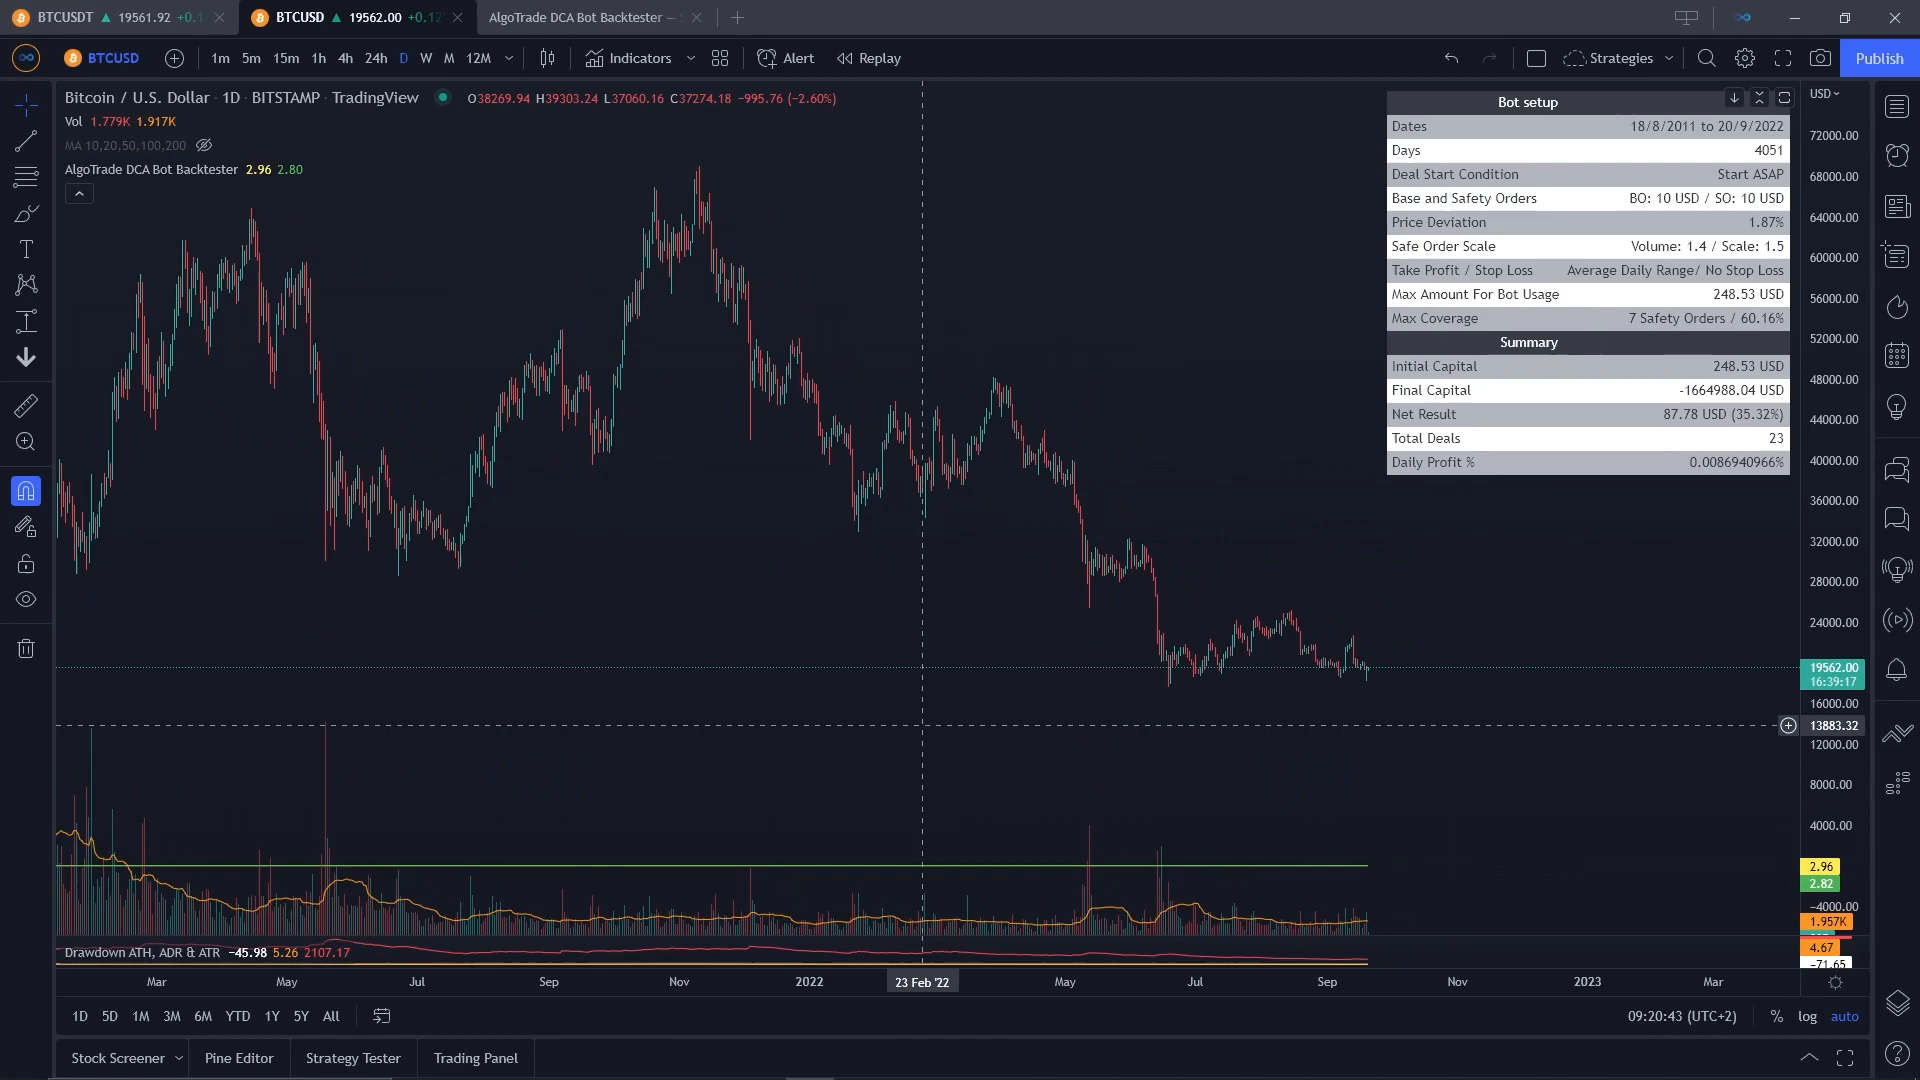 BTCUSDT ▲ 19561.92 +0.1
BTCUSD ▲ 19562.00 +0.12
AlgoTrade DCA Bot Backtester —
BTCUSD 1m 5m 15m 1h 4h 24h D W M 12M Indicators Alert Replay Strategies Publish
Bitcoin / U.S. Dollar · 1D · BITSTAMP · TradingView O38269.94 H39303.24 L37060.16 C37274.18 −995.76 (−2.60%)
Vol 1.779K 1.917K
MA 10,20,50,100,200
AlgoTrade DCA Bot Backtester 2.96 2.80
Bot setup
Dates 18/8/2011 to 20/9/2022
Days 4051
Deal Start Condition Start ASAP
Base and Safety Orders BO: 10 USD / SO: 10 USD
Price Deviation 1.87%
Safe Order Scale Volume: 1.4 / Scale: 1.5
Take Profit / Stop Loss Average Daily Range/ No Stop Loss
Max Amount For Bot Usage 248.53 USD
Max Coverage 7 Safety Orders / 60.16%
Summary
Initial Capital 248.53 USD
Final Capital -1664988.04 USD
Net Result 87.78 USD (35.32%)
Total Deals 23
Daily Profit % 0.0086940966%
USD
72000.00
68000.00
64000.00
60000.00
56000.00
52000.00
48000.00
44000.00
40000.00
36000.00
32000.00
28000.00
24000.00
19562.00
16:39:17
16000.00
13883.32
12000.00
8000.00
4000.00
2.96
2.82
−4000.00
1.957K
4.67
−71.65
Drawdown ATH, ADR & ATR −45.98 5.26 2107.17
Mar May Jul Sep Nov 2022 23 Feb '22 May Jul Sep Nov 2023 Mar
1D 5D 1M 3M 6M YTD 1Y 5Y All 09:20:43 (UTC+2) % log auto
Stock Screener Pine Editor Strategy Tester Trading Panel